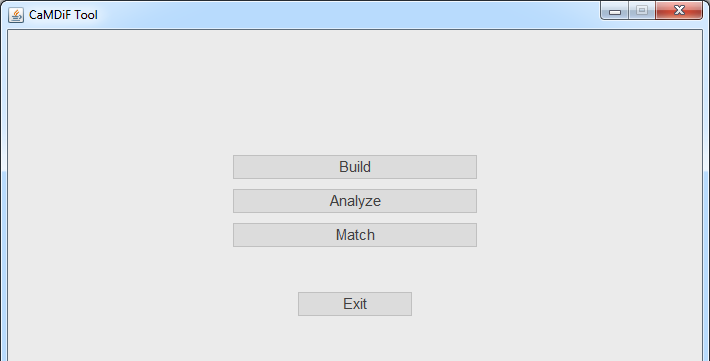 CaMDiF Tool
Build
Analyze
Match
Exit